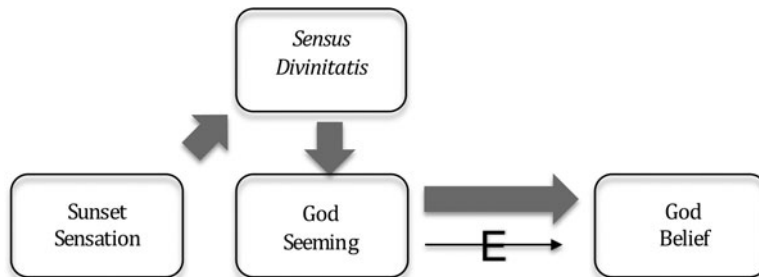 Sensus
Divinitatis
Sunset
Sensation
God
Seeming
E
God
Belief